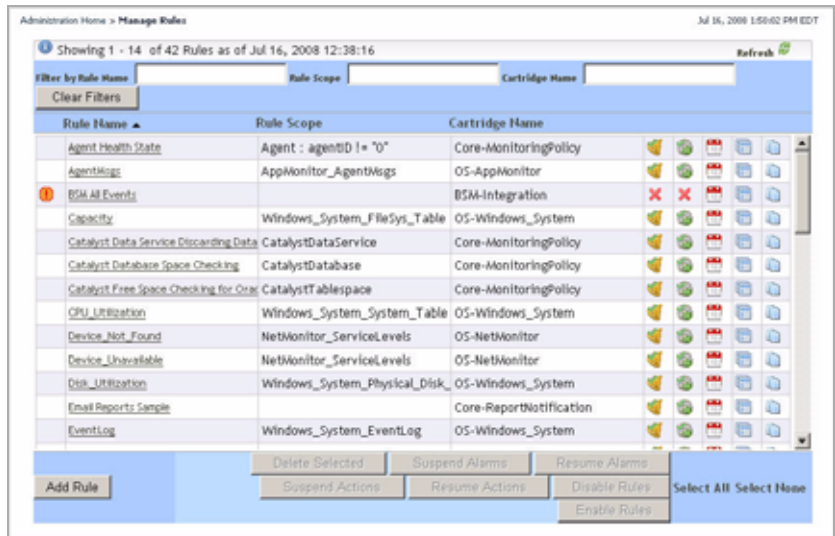 Administration Home > Manage Rules Jul 16, 2008 1:50:02 PM EDT
Showing 1 - 14 of 42 Rules as of Jul 16, 2008 12:38:16 Refresh
Filter by Rule Name Rule Scope Cartridge Name
Clear Filters
Rule Name Rule Scope Cartridge Name
Agent Health State Agent : agentID != "0" Core-MonitoringPolicy
AgentMsgs AppMonitor_AgentMsgs OS-AppMonitor
BSM All Events BSM-Integration
Capacity Windows_System_FileSys_Table OS-Windows_System
Catalyst Data Service Discarding Data CatalystDataService Core-MonitoringPolicy
Catalyst Database Space Checking CatalystDatabase Core-MonitoringPolicy
Catalyst Free Space Checking for Orac CatalystTablespace Core-MonitoringPolicy
CPU_Utilization Windows_System_System_Table OS-Windows_System
Device_Not_Found NetMonitor_ServiceLevels OS-NetMonitor
Device_Unavailable NetMonitor_ServiceLevels OS-NetMonitor
Disk_Utilization Windows_System_Physical_Disk_ OS-Windows_System
Email Reports Sample Core-ReportNotification
EventLog Windows_System_EventLog OS-Windows_System
Delete Selected Suspend Alarms Resume Alarms
Add Rule Suspend Actions Resume Actions Disable Rules Select All Select None
Enable Rules